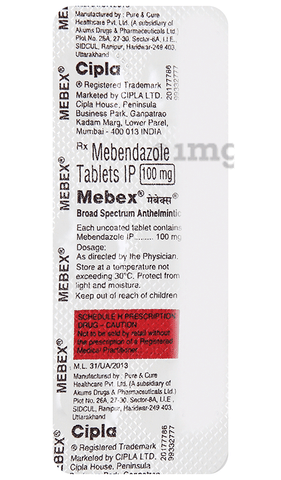 Manufactured by : Pure & Cure
Healthcare Pvt. Ltd. (A subsidiary of
Akums Drugs & Pharmaceuticals Ltd.)
Plot No. 26A, 27-30, Sector-8A, I.I.E.,
SIDCUL, Ranipur, Haridwar-249 403,
Uttarakhand
Cipla
® Registered Trademark
Marketed by CIPLA LTD.
Cipla House, Peninsula
Business Park, Ganpatrao
Kadam Marg, Lower Parel,
Mumbai - 400 013 INDIA
20177786
99332777
Rx Mebendazole
Tablets IP 100 mg
Mebex® मेबेक्स®
Broad Spectrum Anthelmintic
Each uncoated tablet contains
Mebendazole IP....... 100 mg
Dosage:
As directed by the Physician.
Store at a temperature not
exceeding 30°C. Protect from
light and moisture.
Keep out of reach of children
SCHEDULE H PRESCRIPTION
DRUG - CAUTION
Not to be sold by retail without
the prescription of a Registered
Medical Practitioner.
M.L. 31/UA/2013
Manufactured by : Pure & Cure
Healthcare Pvt. Ltd. (A subsidiary of
Akums Drugs & Pharmaceuticals Ltd.)
Plot No. 26A, 27-30, Sector-8A, I.I.E.,
SIDCUL, Ranipur, Haridwar-249 403,
Uttarakhand.
Cipla
® Registered Trademark
Marketed by CIPLA LTD.
Cipla House, Peninsula
20177786
99332777
MEBEX®
MEBEX®
MEBEX®
MEBEX®
MEBEX®
1mg